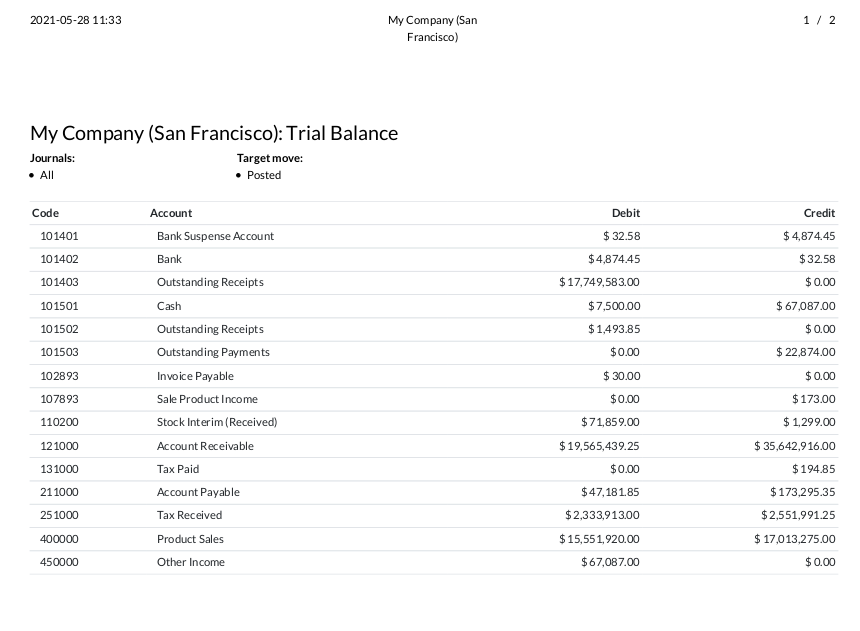 2021-05-28 11:33 My Company (San Francisco) 1 / 2
My Company (San Francisco): Trial Balance
Journals: Target move:
• All • Posted
Code Account Debit Credit
101401 Bank Suspense Account $ 32.58 $ 4,874.45
101402 Bank $ 4,874.45 $ 32.58
101403 Outstanding Receipts $ 17,749,583.00 $ 0.00
101501 Cash $ 7,500.00 $ 67,087.00
101502 Outstanding Receipts $ 1,493.85 $ 0.00
101503 Outstanding Payments $ 0.00 $ 22,874.00
102893 Invoice Payable $ 30.00 $ 0.00
107893 Sale Product Income $ 0.00 $ 173.00
110200 Stock Interim (Received) $ 71,859.00 $ 1,299.00
121000 Account Receivable $ 19,565,439.25 $ 35,642,916.00
131000 Tax Paid $ 0.00 $ 194.85
211000 Account Payable $ 47,181.85 $ 173,295.35
251000 Tax Received $ 2,333,913.00 $ 2,551,991.25
400000 Product Sales $ 15,551,920.00 $ 17,013,275.00
450000 Other Income $ 67,087.00 $ 0.00